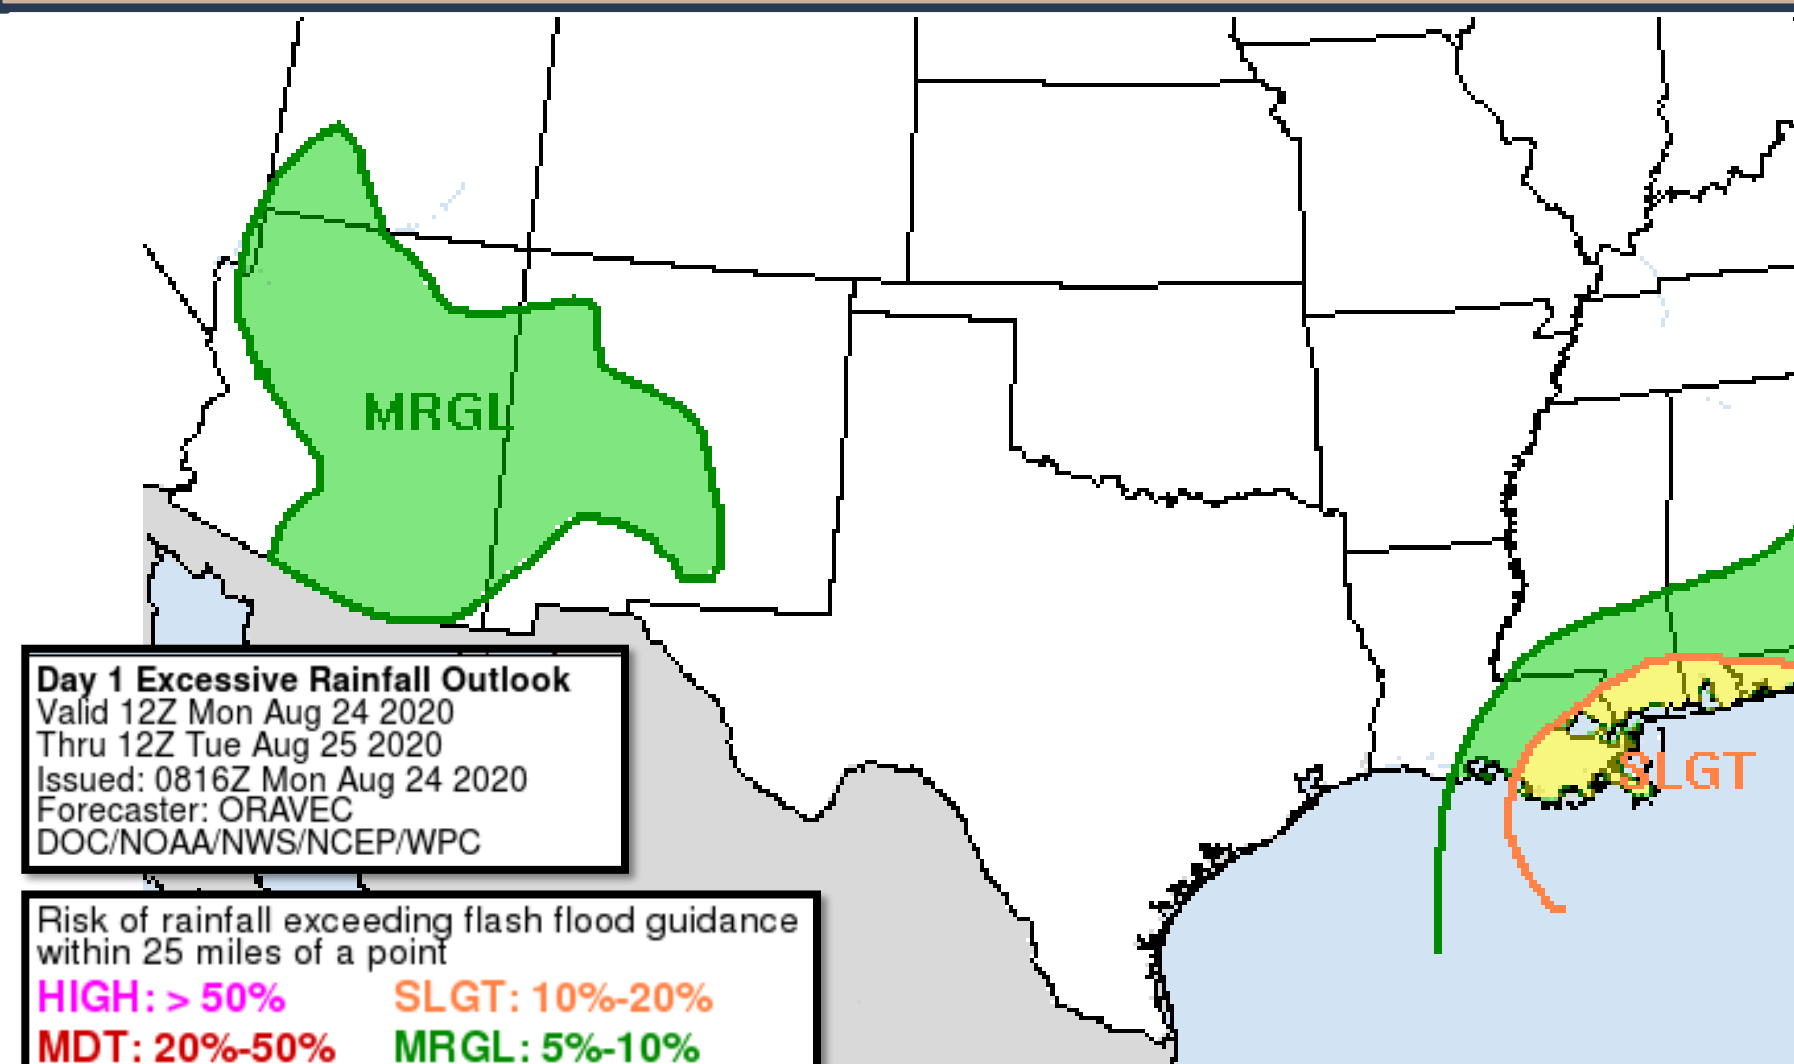 MRGL
SLGT
Day 1 Excessive Rainfall Outlook
Valid 12Z Mon Aug 24 2020
Thru 12Z Tue Aug 25 2020
Issued: 0816Z Mon Aug 24 2020
Forecaster: ORAVEC
DOC/NOAA/NWS/NCEP/WPC
Risk of rainfall exceeding flash flood guidance
within 25 miles of a point
HIGH: > 50% SLGT: 10%-20%
MDT: 20%-50% MRGL: 5%-10%